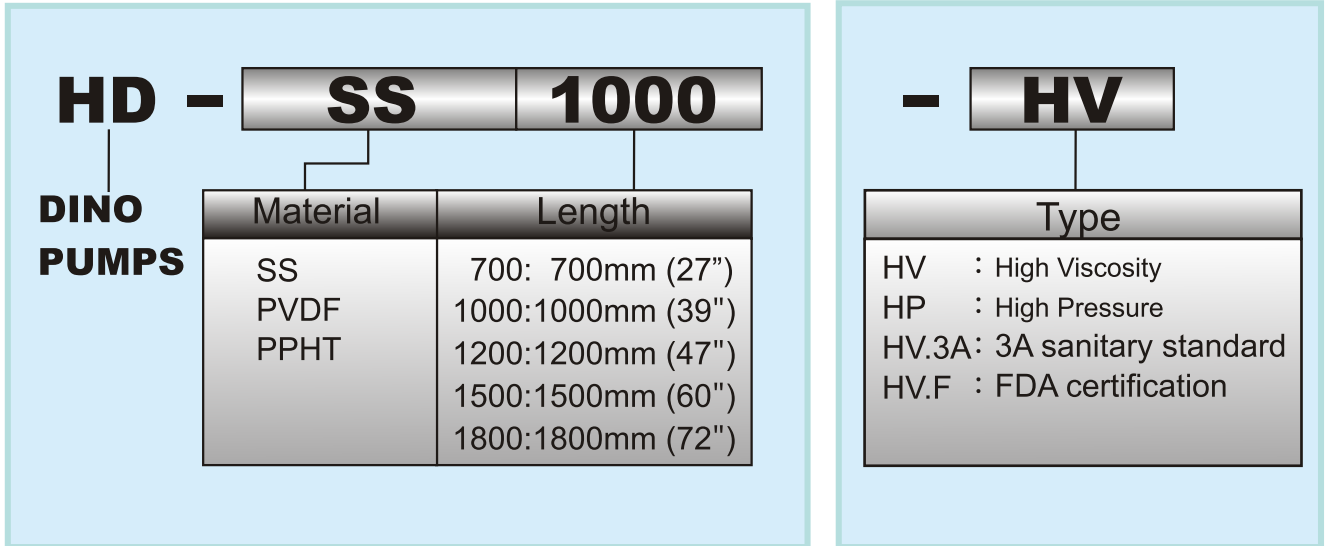 HD - SS 1000 - HV
DINO
PUMPS
Material
SS
PVDF
PPHT
Length
700: 700mm (27”)
1000:1000mm (39")
1200:1200mm (47")
1500:1500mm (60")
1800:1800mm (72")
Type
HV : High Viscosity
HP : High Pressure
HV.3A: 3A sanitary standard
HV.F : FDA certification